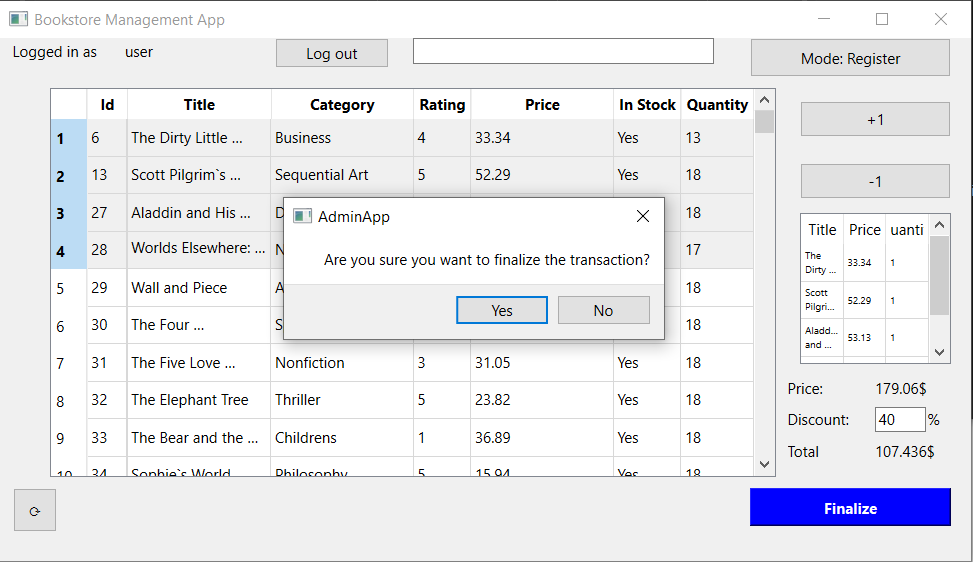 Bookstore Management App
Logged in as user Log out Mode: Register
Id Title Category Rating Price In Stock Quantity
1 6 The Dirty Little ... Business 4 33.34 Yes 13
2 13 Scott Pilgrim`s ... Sequential Art 5 52.29 Yes 18
3 27 Aladdin and His ... 18
4 28 Worlds Elsewhere: ... 17
5 29 Wall and Piece 18
6 30 The Four ... 18
7 31 The Five Love ... Nonfiction 3 31.05 Yes 18
8 32 The Elephant Tree Thriller 5 23.82 Yes 18
9 33 The Bear and the ... Childrens 1 36.89 Yes 18
10 34 Sophie`s World Philosophy 5 15.94 Yes 18
AdminApp
Are you sure you want to finalize the transaction?
Yes No
+1
-1
Title Price uanti
The
Dirty ... 33.34 1
Scott
Pilgri... 52.29 1
Aladd...
and ... 53.13 1
Price: 179.06$
Discount: 40 %
Total 107.436$
⟳ Finalize